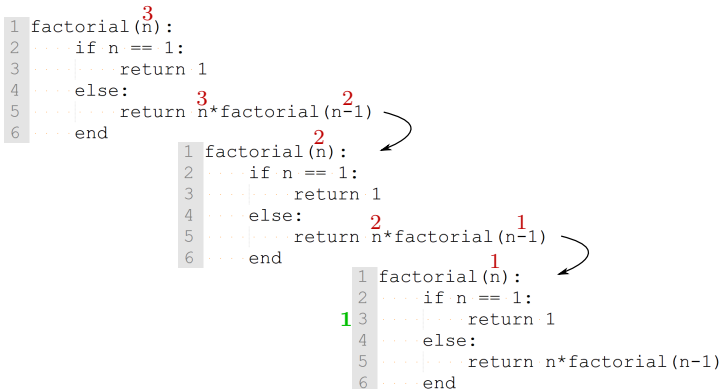 3
1 factorial(n):
2 if n == 1:
3 return 1
4 else:
3 2
5 return n*factorial(n-1)
6 end
2
1 factorial(n):
2 if n == 1:
3 return 1
4 else:
2 1
5 return n*factorial(n-1)
6 end
1
1 factorial(n):
2 if n == 1:
1 3 return 1
4 else:
5 return n*factorial(n-1)
6 end